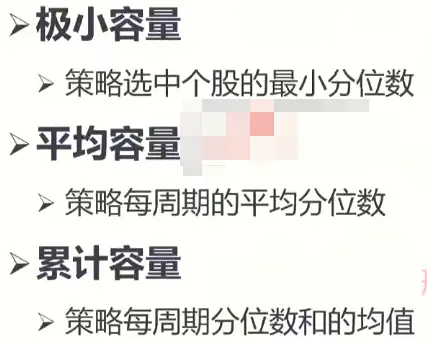 极小容量
策略选中个股的最小分位数
平均容量
策略每周期的平均分位数
累计容量
策略每周期分位数和的均值